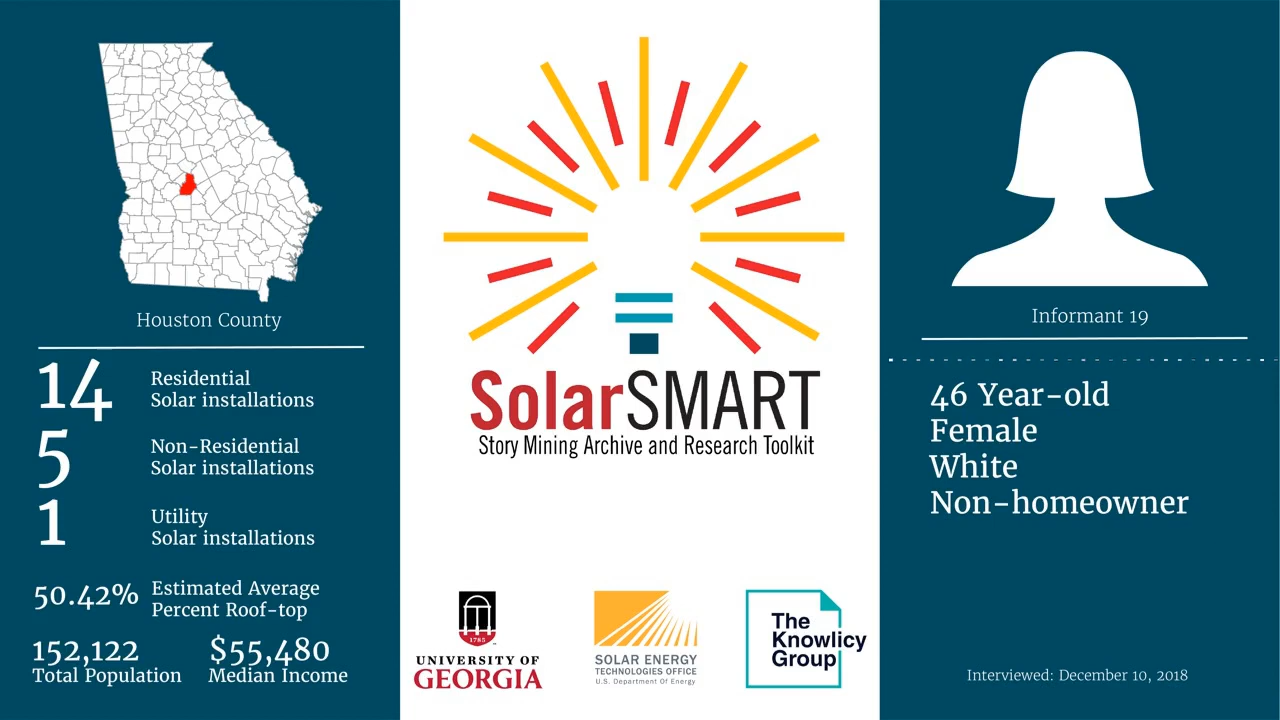 Houston County
14
Residential
Solar installations
5
Non-Residential
Solar installations
1
Utility
Solar installations
50.42%
Estimated Average
Percent Roof-top
152,122
Total Population
$55,480
Median Income
SolarSMART
Story Mining Archive and Research Toolkit
1785
UNIVERSITY OF
GEORGIA
SOLAR ENERGY
TECHNOLOGIES OFFICE
U.S. Department Of Energy
The
Knowlicy
Group
Informant 19
46 Year-old
Female
White
Non-homeowner
Interviewed: December 10, 2018